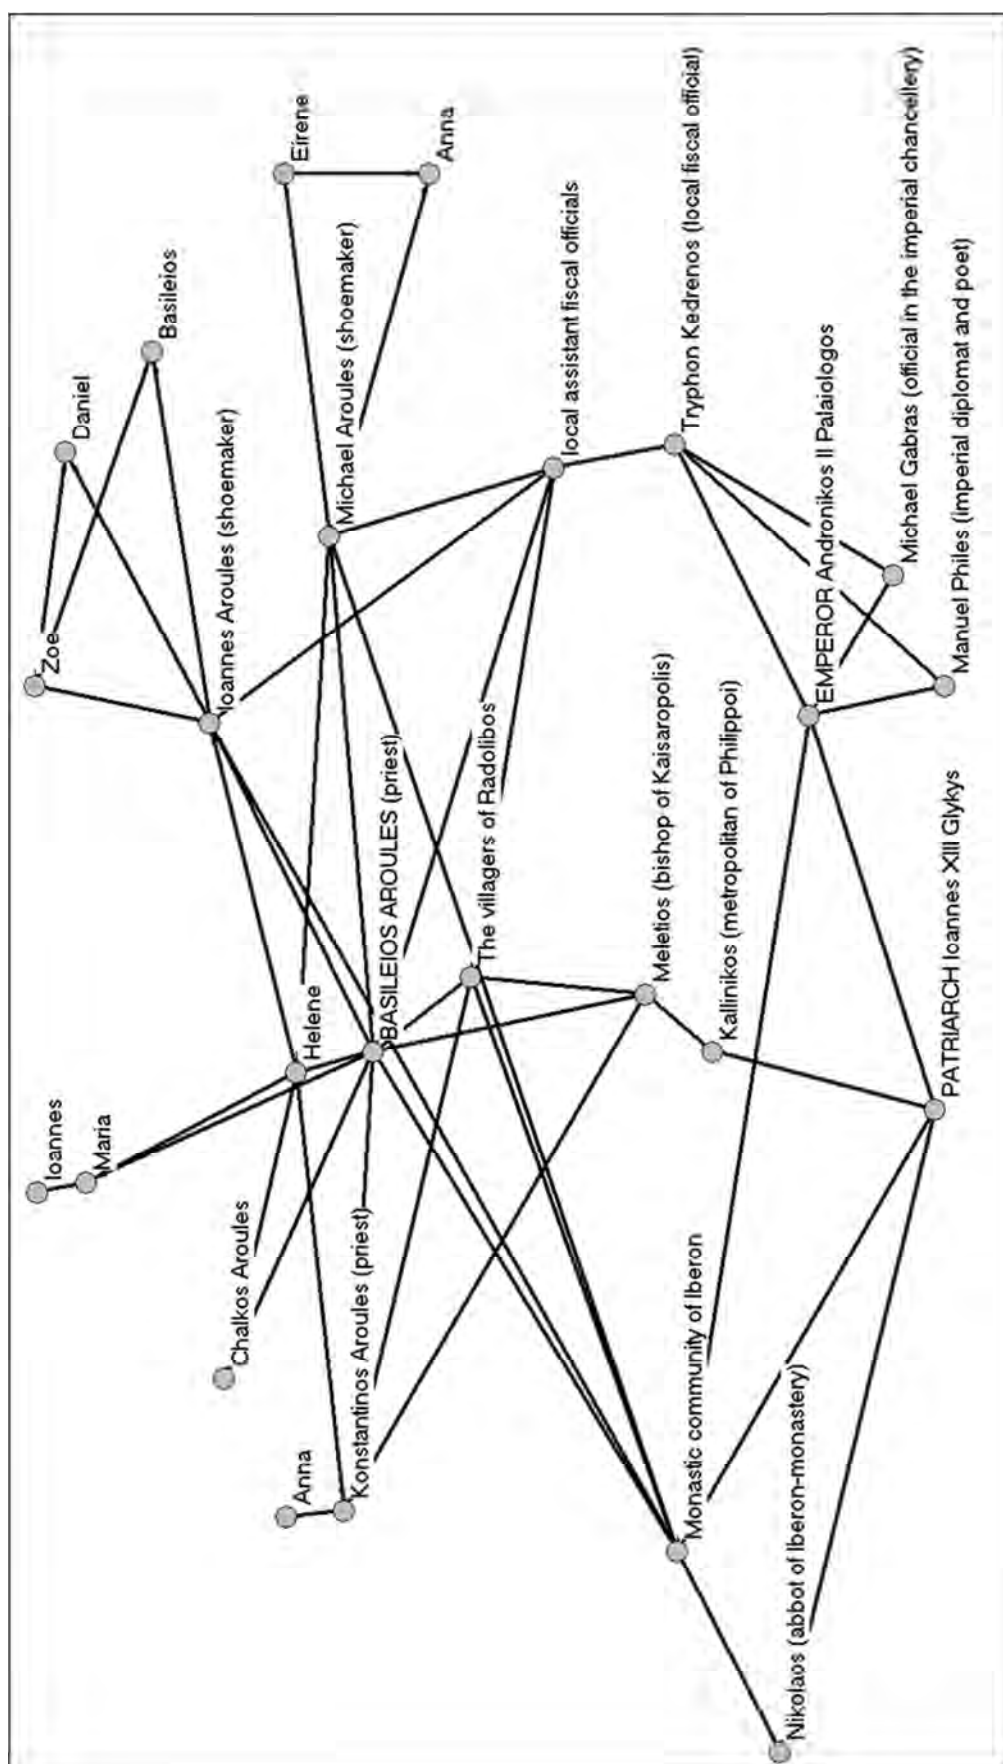 Ioannes
Maria
Zoe
Daniel
Basileios
Chalkos Aroules
Helene
Ioannes Aroules (shoemaker)
Eirene
Anna
Anna
Konstantinos Aroules (priest)
BASILEIOS AROULES (priest)
Michael Aroules (shoemaker)
The villagers of Radolibos
local assistant fiscal officials
Meletios (bishop of Kaisaropolis)
Tryphon Kedrenos (local fiscal official)
Monastic community of Iberon
Kallinikos (metropolitan of Philippoi)
Nikolaos (abbot of Iberon-monastery)
EMPEROR Andronikos II Palaiologos
Michael Gabras (official in the imperial chancellery)
PATRIARCH Ioannes XIII Glykys
Manuel Philes (imperial diplomat and poet)